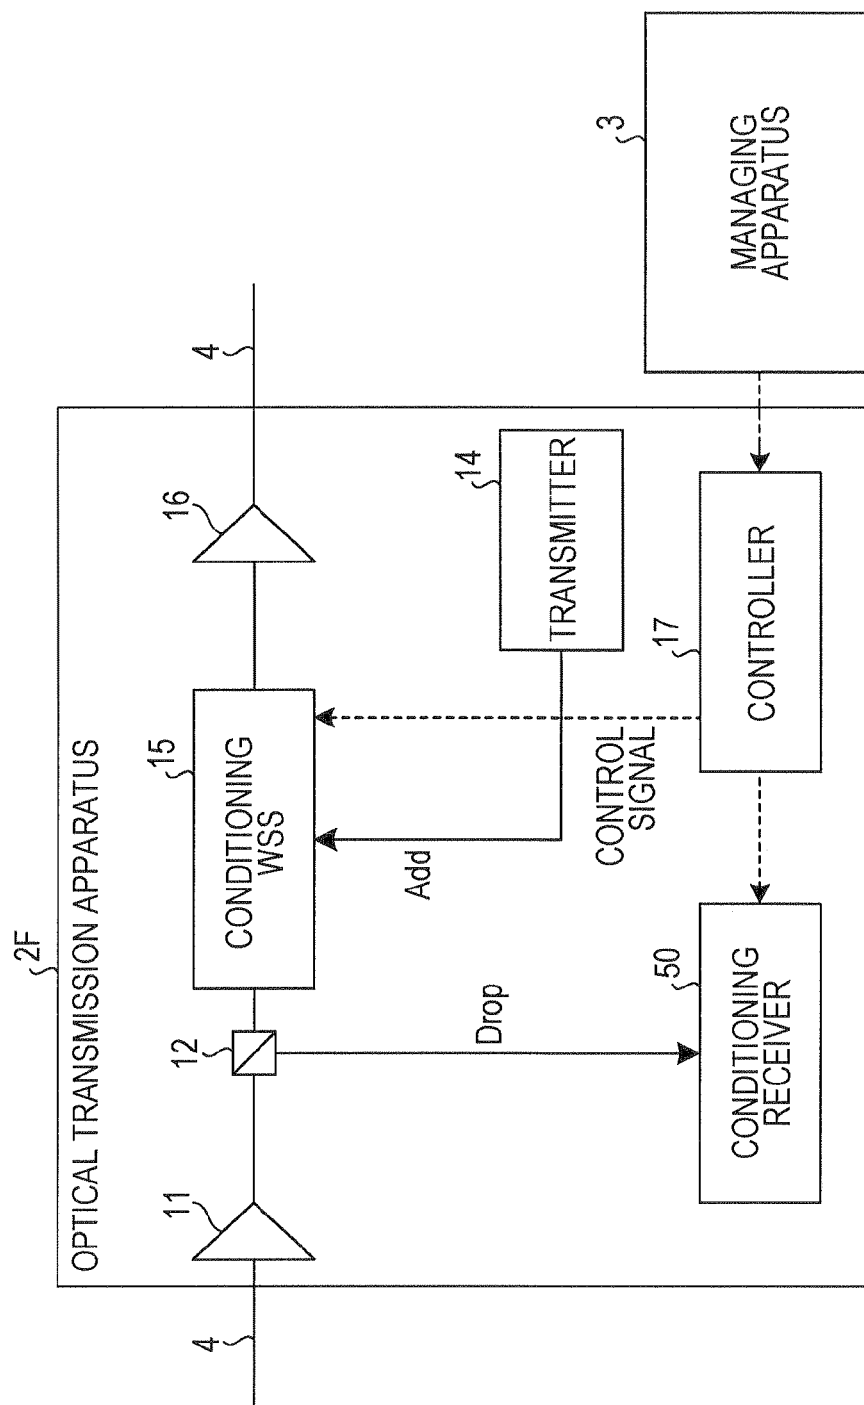 2F
OPTICAL TRANSMISSION APPARATUS
4
11
12
15
CONDITIONING
WSS
16
4
Drop
Add
CONTROL
SIGNAL
14
TRANSMITTER
50
CONDITIONING
RECEIVER
17
CONTROLLER
3
MANAGING
APPARATUS